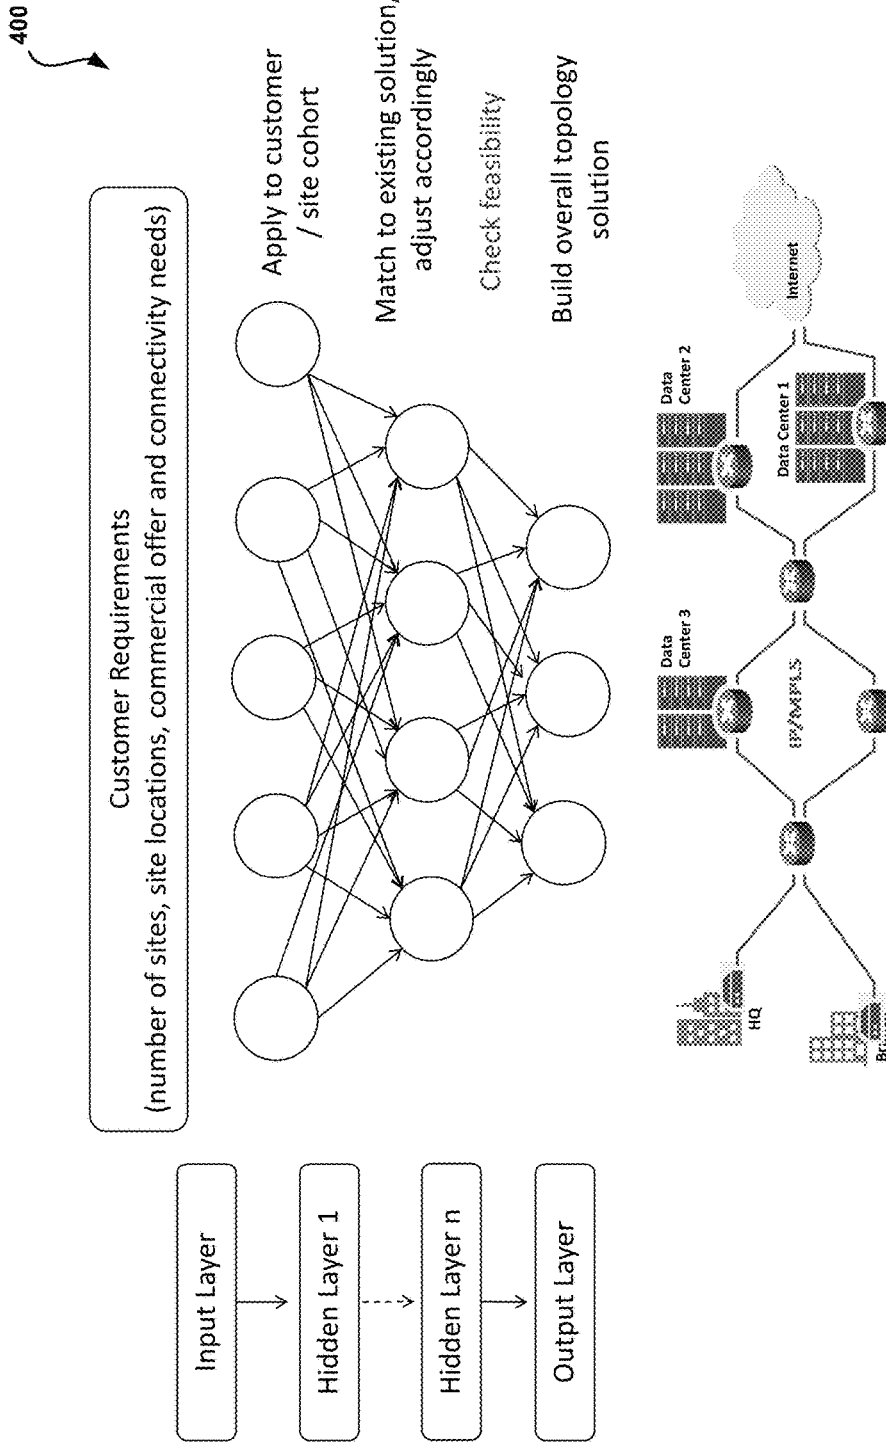 400
Customer Requirements
(number of sites, site locations, commercial offer and connectivity needs)
Input Layer
Hidden Layer 1
Hidden Layer n
Output Layer
Apply to customer
/ site cohort
Match to existing solution,
adjust accordingly
Check feasibility
Build overall topology
solution
HQ
Data
Center 3
IP/MPLS
Data
Center 2
Data Center 1
Internet